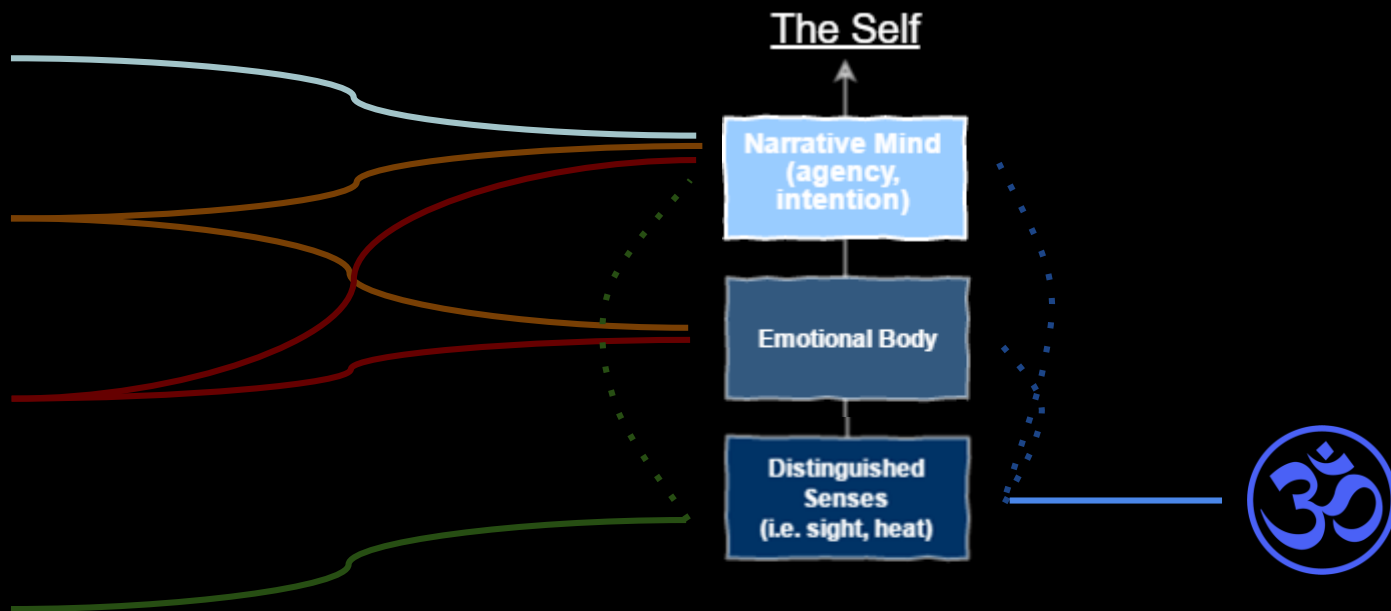 The Self
Narrative Mind
(agency,
intention)
Emotional Body
Distinguished
Senses
(i.e. sight, heat)
ॐ